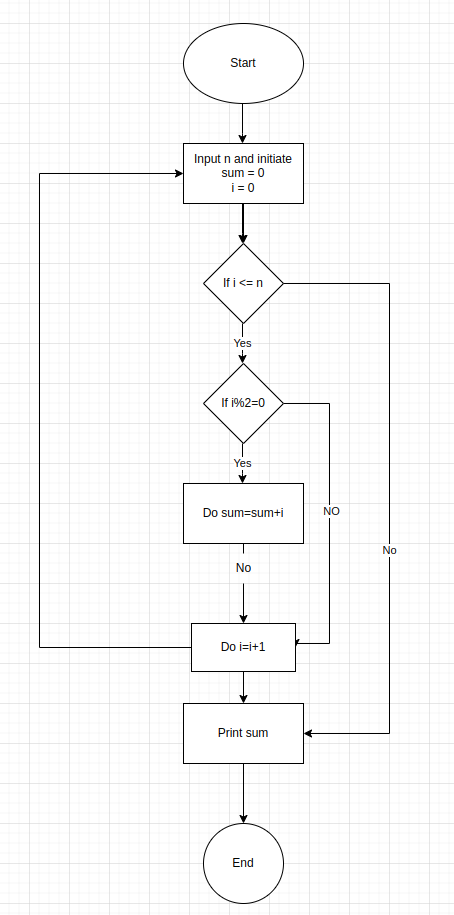 Start
Input n and initiate
sum = 0
i = 0
If i <= n
Yes
If i%2=0
Yes
Do sum=sum+i
NO
No
No
Do i=i+1
Print sum
End